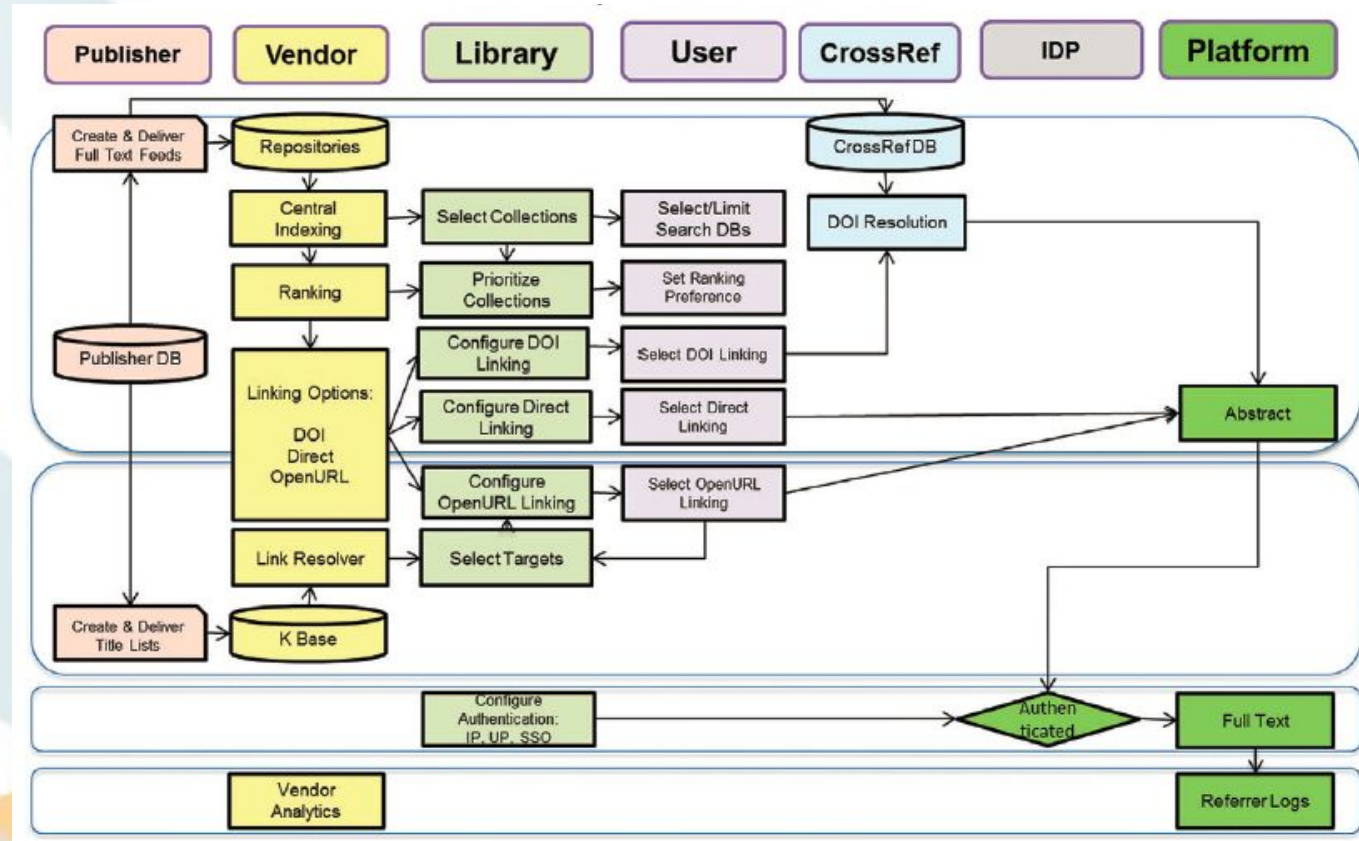 Publisher
Vendor
Library
User
CrossRef
IDP
Platform
Create & Deliver
Full Text Feeds
Repositories
CrossRefDB
Central
Indexing
Select Collections
Select/Limit
Search DBs
DOI Resolution
Ranking
Prioritize
Collections
Set Ranking
Preference
Publisher DB
Linking Options:
DOI
Direct
OpenURL
Configure DOI
Linking
Select DOI Linking
Configure Direct
Linking
Select Direct
Linking
Abstract
Configure
OpenURL Linking
Select OpenURL
Linking
Link Resolver
Select Targets
Create & Deliver
Title Lists
K Base
Configure
Authentication:
IP, UP, SSO
Authen
ticated
Full Text
Vendor
Analytics
Referrer Logs